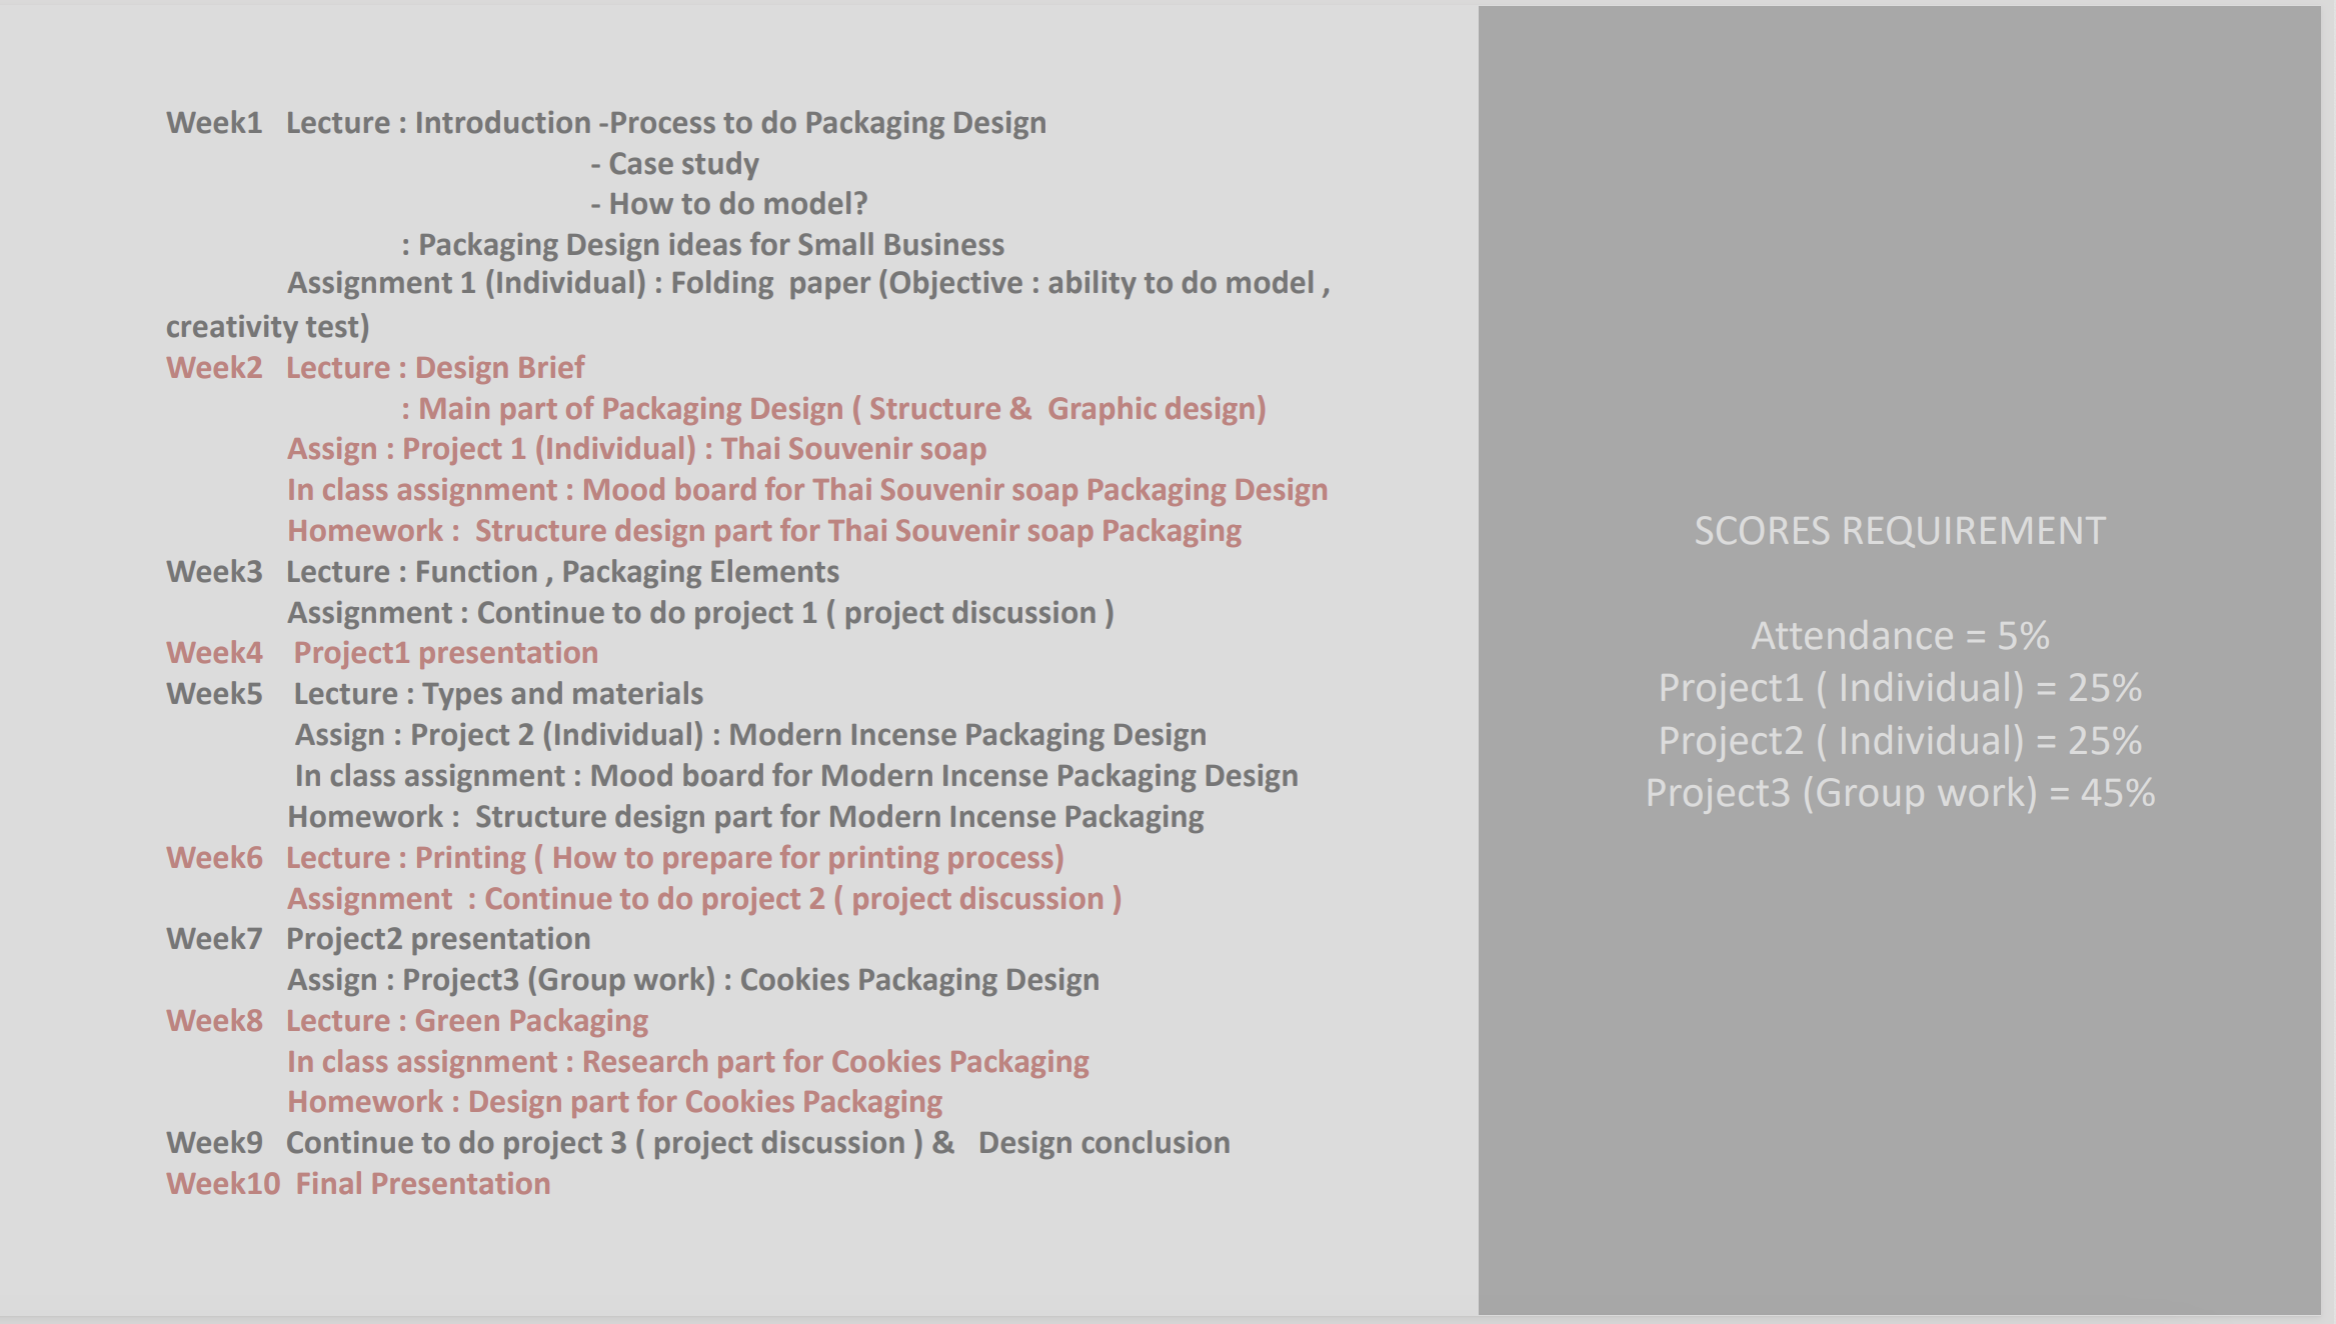 Week1 Lecture : Introduction -Process to do Packaging Design
- Case study
- How to do model?
: Packaging Design ideas for Small Business
Assignment 1 (Individual) : Folding paper (Objective : ability to do model ,
creativity test)
Week2 Lecture : Design Brief
: Main part of Packaging Design ( Structure & Graphic design)
Assign : Project 1 (Individual) : Thai Souvenir soap
In class assignment : Mood board for Thai Souvenir soap Packaging Design
Homework : Structure design part for Thai Souvenir soap Packaging
Week3 Lecture : Function , Packaging Elements
Assignment : Continue to do project 1 ( project discussion )
Week4 Project1 presentation
Week5 Lecture : Types and materials
Assign : Project 2 (Individual) : Modern Incense Packaging Design
In class assignment : Mood board for Modern Incense Packaging Design
Homework : Structure design part for Modern Incense Packaging
Week6 Lecture : Printing ( How to prepare for printing process)
Assignment : Continue to do project 2 ( project discussion )
Week7 Project2 presentation
Assign : Project3 (Group work) : Cookies Packaging Design
Week8 Lecture : Green Packaging
In class assignment : Research part for Cookies Packaging
Homework : Design part for Cookies Packaging
Week9 Continue to do project 3 ( project discussion ) & Design conclusion
Week10 Final Presentation
SCORES REQUIREMENT
Attendance = 5%
Project1 ( Individual) = 25%
Project2 ( Individual) = 25%
Project3 (Group work) = 45%